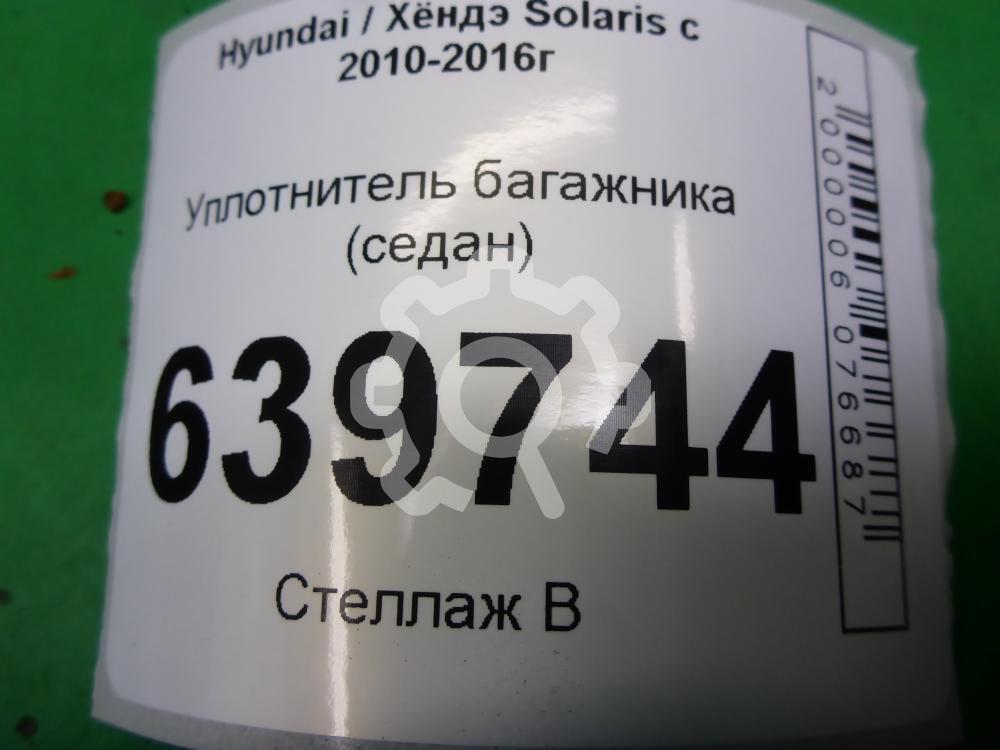 Hyundai / Хёндэ Solaris с
2010-2016г
Уплотнитель багажника
(седан)
639744
Стеллаж В
2000006076687